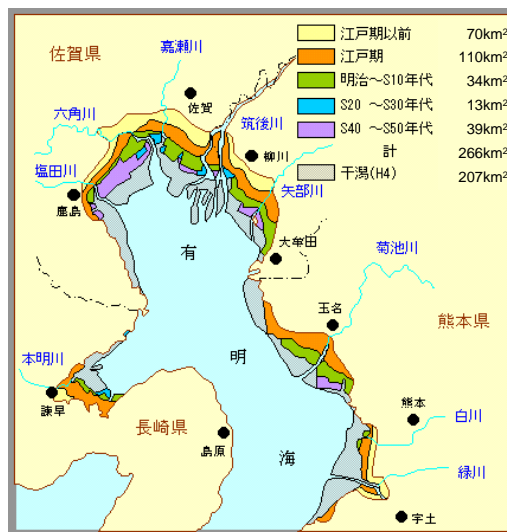 江戸期以前 70km²
江戸期 110km²
明治～S10年代 34km²
S20 ～S30年代 13km²
S40 ～S50年代 39km²
計 266km²
干潟(H4) 207km²
佐賀県
嘉瀬川
佐賀
六角川
筑後川
柳川
塩田川
鹿島
矢部川
有
大牟田
菊池川
玉名
熊本県
明
本明川
諫早
長崎県
島原
熊本
白川
海
緑川
宇土